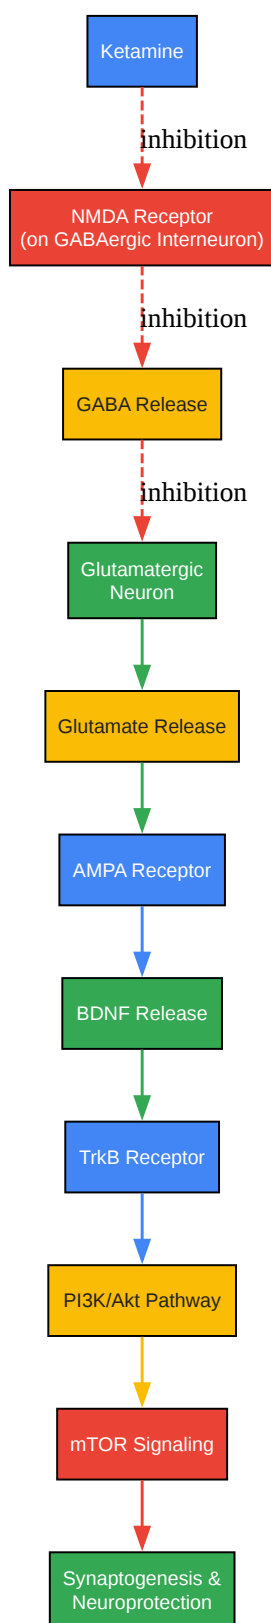 Ketamine
inhibition
NMDA Receptor
(on GABAergic Interneuron)
inhibition
GABA Release
inhibition
Glutamatergic
Neuron
Glutamate Release
AMPA Receptor
BDNF Release
TrkB Receptor
PI3K/Akt Pathway
mTOR Signaling
Synaptogenesis &
Neuroprotection